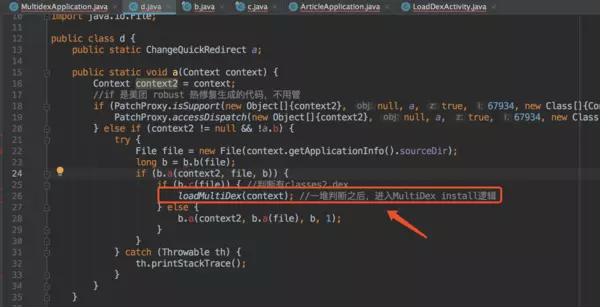 MultidexApplication.java d.java b.java c.java ArticleApplication.java LoadDexActivity.java
10 import java.io.File;
12 public class d {
13 public static ChangeQuickRedirect a;
14
15 public static void a(Context context) {
16 Context context2 = context;
17 //if 是美团 robust 热修复生成的代码、不用管
18 if (PatchProxy.isSupport(new Object[]{context2}, obj: null, a, z: true, i: 67934, new Class[]{Con
19 PatchProxy.accessDispatch(new Object[]{context2}, obj: null, a, z: true, i: 67934, new Class[
20 } else if (context2 != null && !a.b) {
21 try {
22 File file = new File(context.getApplicationInfo().sourceDir);
23 long b = b.b(file);
24 if (b.a(context2, file, b)) {
25 if (b.c(file)) { //判断有classes2.dex
26 loadMultiDex(context); //一堆判断之后，进入MultiDex install逻辑
27 } else {
28 b.a(context2, b.a(file), b, 1);
29 }
30 }
31 } catch (Throwable th) {
32 th.printStackTrace();
33 }
34 }
35 }